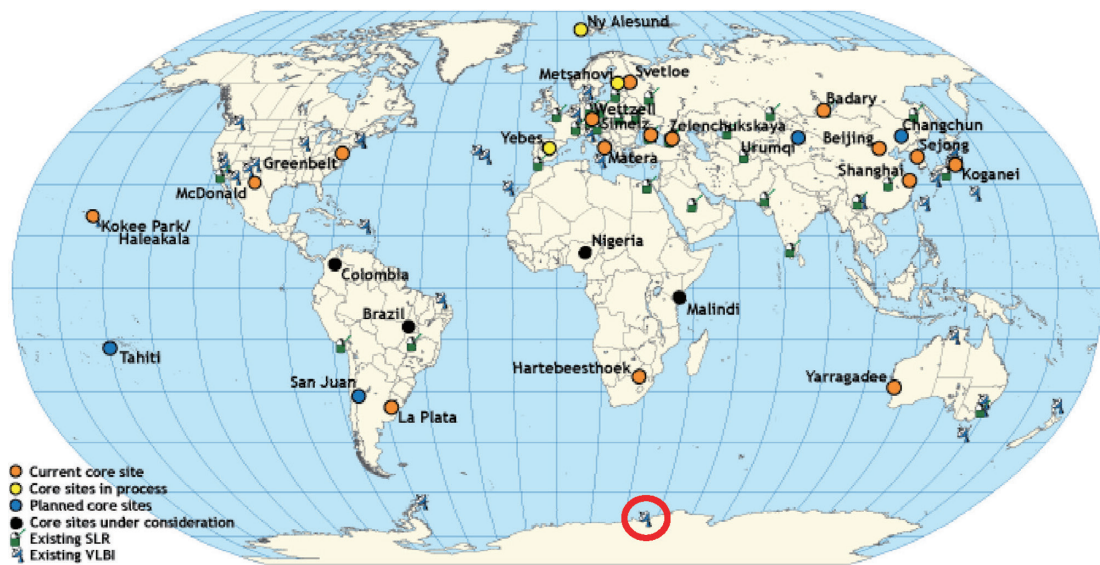 Ny Alesund
Metsahovi
Svetloe
Wettzell
Simeiz
Zelenchukskaya
Badary
Yebes
Matera
Urumqi
Beijing
Changchun
Sejong
Shanghai
Koganei
Greenbelt
McDonald
Kokee Park/
Haleakala
Nigeria
Colombia
Malindi
Brazil
Tahiti
San Juan
La Plata
Hartebeesthoek
Yarragadee
Current core site
Core sites in process
Planned core sites
Core sites under consideration
Existing SLR
Existing VLBI